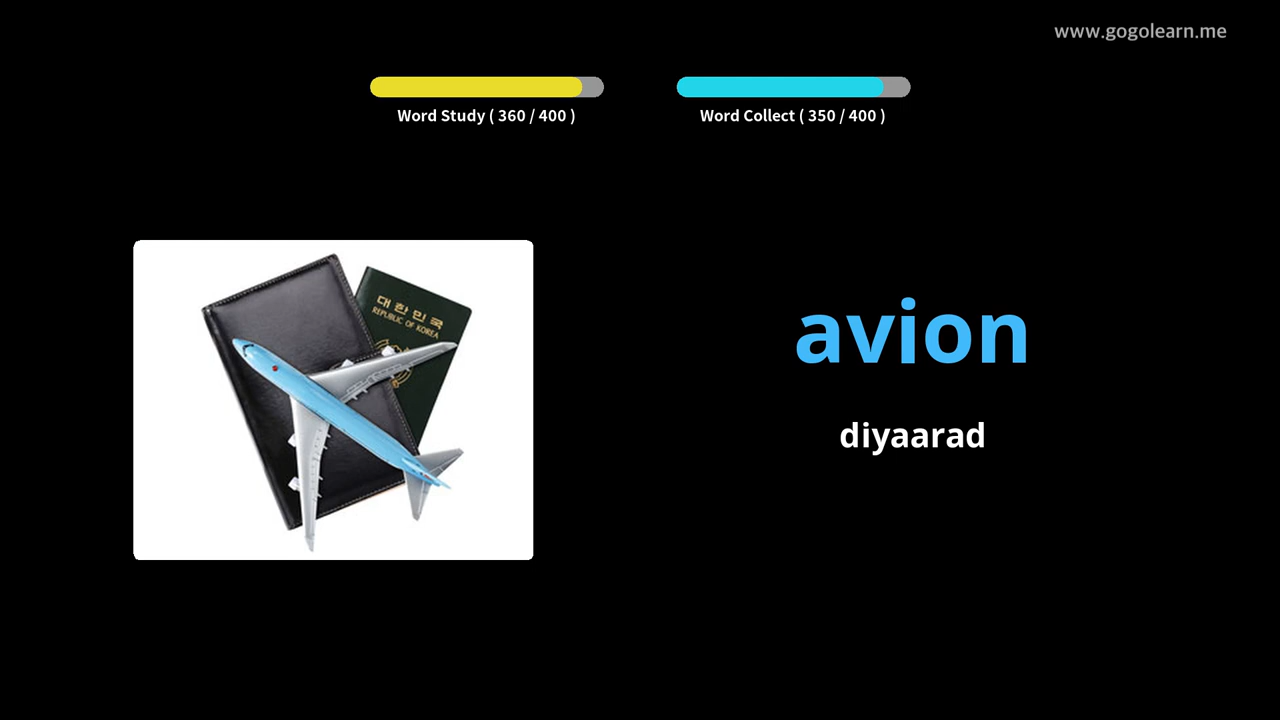 www.gogolearn.me
Word Study ( 360 / 400 )
Word Collect ( 350 / 400 )
대한민국
REPUBLIC OF KOREA
avion
diyaarad